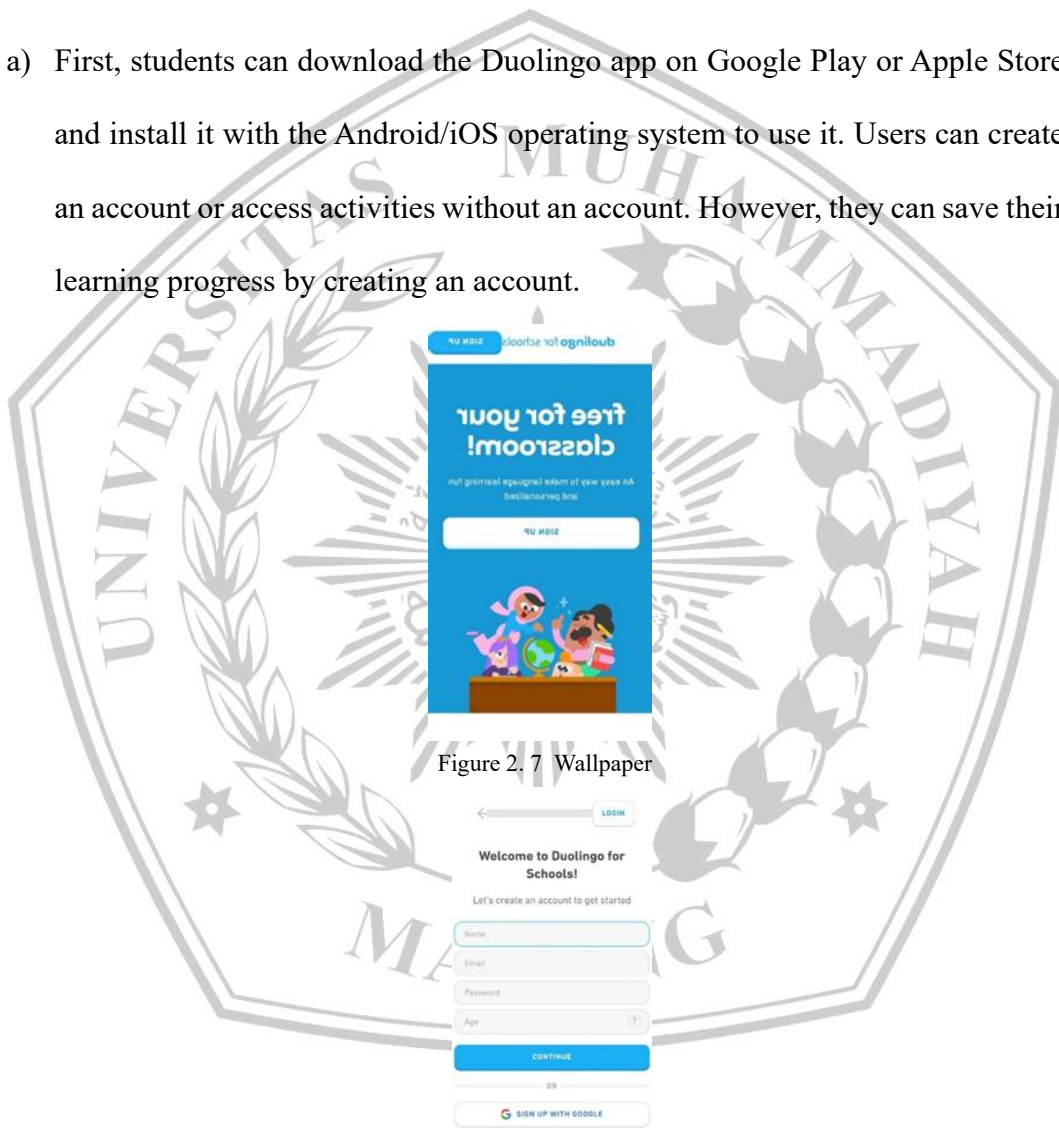 a) First, students can download the Duolingo app on Google Play or Apple Store
and install it with the Android/iOS operating system to use it. Users can create
an account or access activities without an account. However, they can save their
learning progress by creating an account.
UNIVERSITAS MUHAMMADIYAH
duolingo for schools
SIGN UP
free for your
classroom!
An easy way to make language learning fun
and personalized
SIGN UP
Figure 2. 7 Wallpaper
LOGIN
Welcome to Duolingo for
Schools!
Let's create an account to get started
Name
Email
Password
Age
?
CONTINUE
OR
G SIGN UP WITH GOOGLE